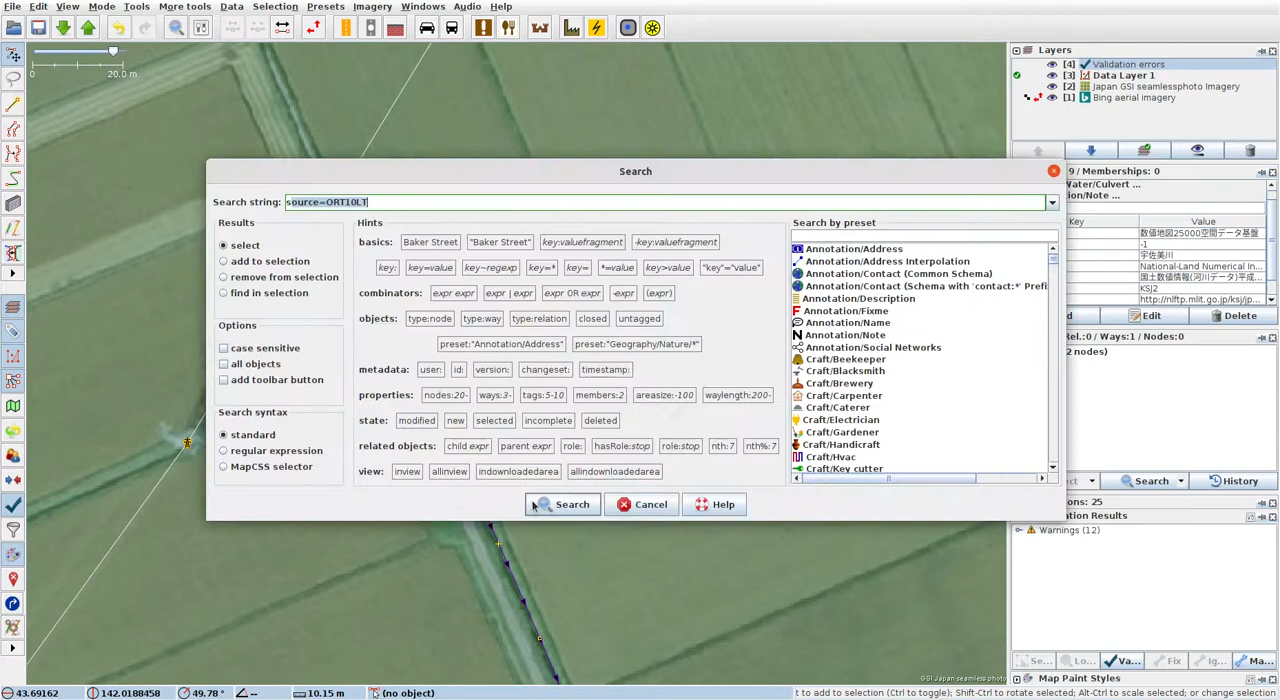 File Edit View Mode Tools More tools Data Selection Presets Imagery Windows Audio Help
0 20.0 m
Layers
[4] Validation errors
[3] Data Layer 1
[2] Japan GSI seamlessphoto Imagery
[1] Bing aerial imagery
9 / Memberships: 0
Water/Culvert ...
ion/Note ...
Key Value
数値地図25000空間データ基盤
-1
宇佐美川
National-Land Numerical In...
国土数値情報(河川データ)平成...
KSJ2
http://nlftp.mlit.go.jp/ksj/jp...
d Edit Delete
Rel.:0 / Ways:1 / Nodes:0
2 nodes)
Search History
ions: 25
ation Results
Warnings (12)
Se... Lo... Va... Fix Ig... Ma...
Map Paint Styles
Search
Search string: source=ORT10LT
Results
select
add to selection
remove from selection
find in selection
Options
case sensitive
all objects
add toolbar button
Search syntax
standard
regular expression
MapCSS selector
Hints
basics: Baker Street "Baker Street" key:valuefragment -key:valuefragment
key: key=value key~regexp key=* key= *=value key>value "key"="value"
combinators: expr expr expr | expr expr OR expr -expr (expr)
objects: type:node type:way type:relation closed untagged
preset:"Annotation/Address" preset:"Geography/Nature/*"
metadata: user: id: version: changeset: timestamp:
properties: nodes:20- ways:3- tags:5-10 members:2 areasize:-100 waylength:200-
state: modified new selected incomplete deleted
related objects: child expr parent expr role: hasRole:stop role:stop nth:7 nth%:7
view: inview allinview indownloadedarea allindownloadedarea
Search by preset
Annotation/Address
Annotation/Address Interpolation
Annotation/Contact (Common Schema)
Annotation/Contact (Schema with 'contact:*' Prefi
Annotation/Description
Annotation/Fixme
Annotation/Name
Annotation/Note
Annotation/Social Networks
Craft/Beekeeper
Craft/Blacksmith
Craft/Brewery
Craft/Carpenter
Craft/Caterer
Craft/Electrician
Craft/Gardener
Craft/Handicraft
Craft/Hvac
Craft/Key cutter
Search Cancel Help
GSI Japan seamless photo
43.69162 142.0188458 49.78 ° -- 10.15 m (no object) t to add to selection (Ctrl to toggle); Shift-Ctrl to rotate selected; Alt-Ctrl to scale selected; or change selection